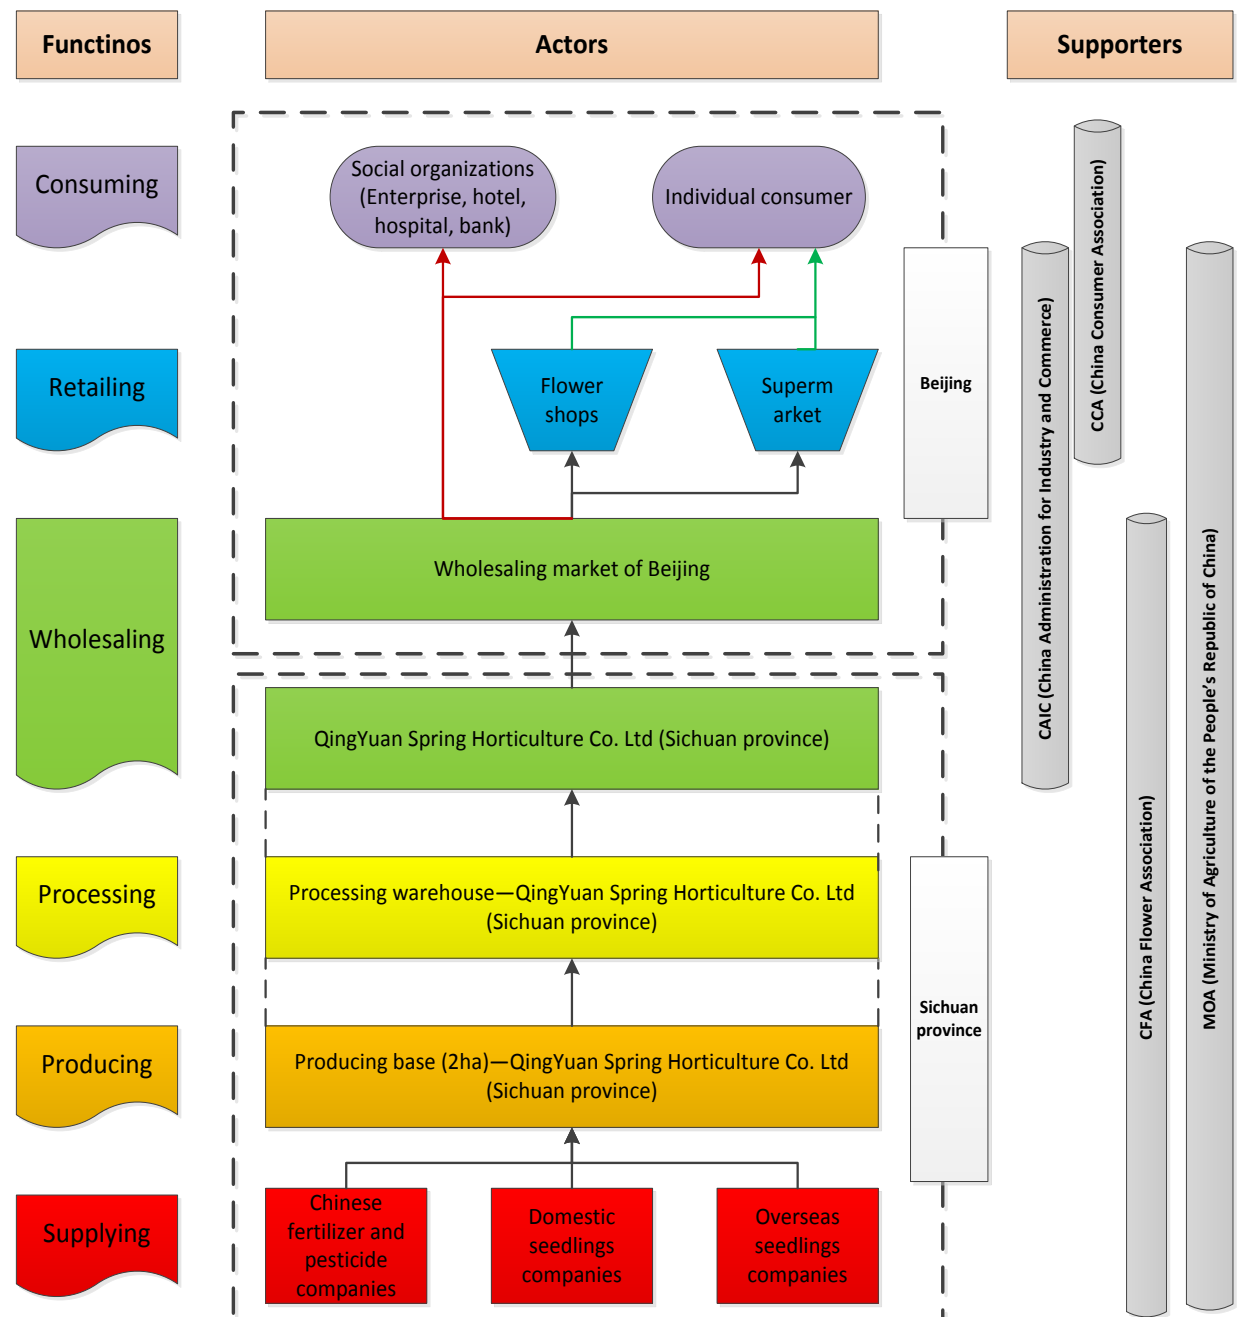 Functinos
Actors
Supporters
Consuming
Social organizations
(Enterprise, hotel,
hospital, bank)
Individual consumer
Retailing
Flower
shops
Superm
arket
Beijing
Wholesaling
Wholesaling market of Beijing
QingYuan Spring Horticulture Co. Ltd (Sichuan province)
Processing
Processing warehouse—QingYuan Spring Horticulture Co. Ltd
(Sichuan province)
Sichuan
province
Producing
Producing base (2ha)—QingYuan Spring Horticulture Co. Ltd
(Sichuan province)
Supplying
Chinese
fertilizer and
pesticide
companies
Domestic
seedlings
companies
Overseas
seedlings
companies
CAIC (China Administration for Industry and Commerce)
CCA (China Consumer Association)
CFA (China Flower Association)
MOA (Ministry of Agriculture of the People’s Republic of China)